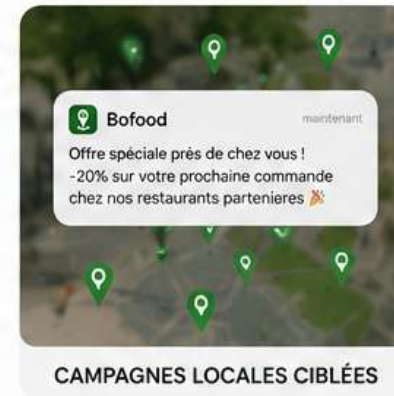 Bofood
maintenant
Offre spéciale près de chez vous !
-20% sur votre prochaine commande
chez nos restaurants partenieres 🎉
CAMPAGNES LOCALES CIBLÉES